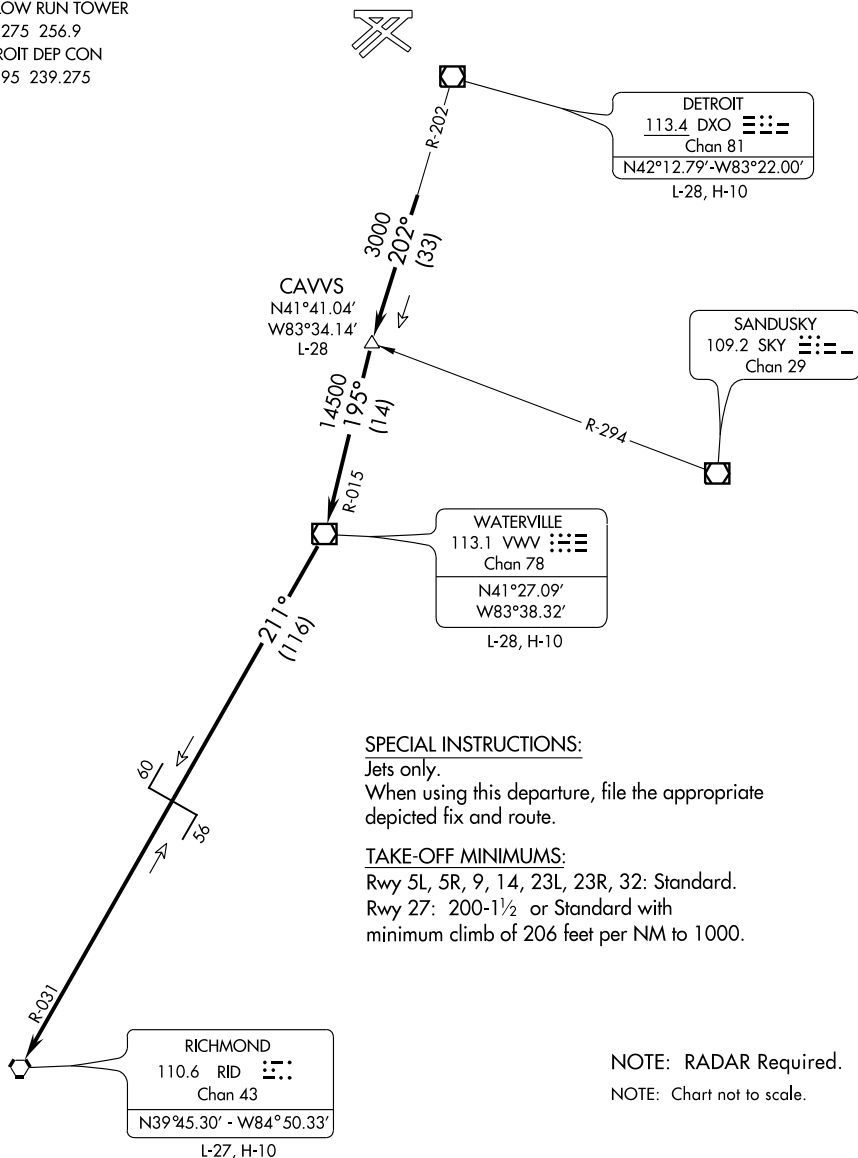 LOW RUN TOWER
275 256.9
ROIT DEP CON
95 239.275
DETROIT
113.4 DXO
Chan 81
N42°12.79'-W83°22.00'
L-28, H-10
R-202
3000
202°
(33)
CAVVS
N41°41.04'
W83°34.14'
L-28
SANDUSKY
109.2 SKY
Chan 29
R-294
14500
195°
(14)
R-015
WATERVILLE
113.1 VWV
Chan 78
N41°27.09'
W83°38.32'
L-28, H-10
211°
(116)
60
56
SPECIAL INSTRUCTIONS:
Jets only.
When using this departure, file the appropriate
depicted fix and route.
TAKE-OFF MINIMUMS:
Rwy 5L, 5R, 9, 14, 23L, 23R, 32: Standard.
Rwy 27: 200-1½ or Standard with
minimum climb of 206 feet per NM to 1000.
R-031
RICHMOND
110.6 RID
Chan 43
N39°45.30' - W84°50.33'
L-27, H-10
NOTE: RADAR Required.
NOTE: Chart not to scale.